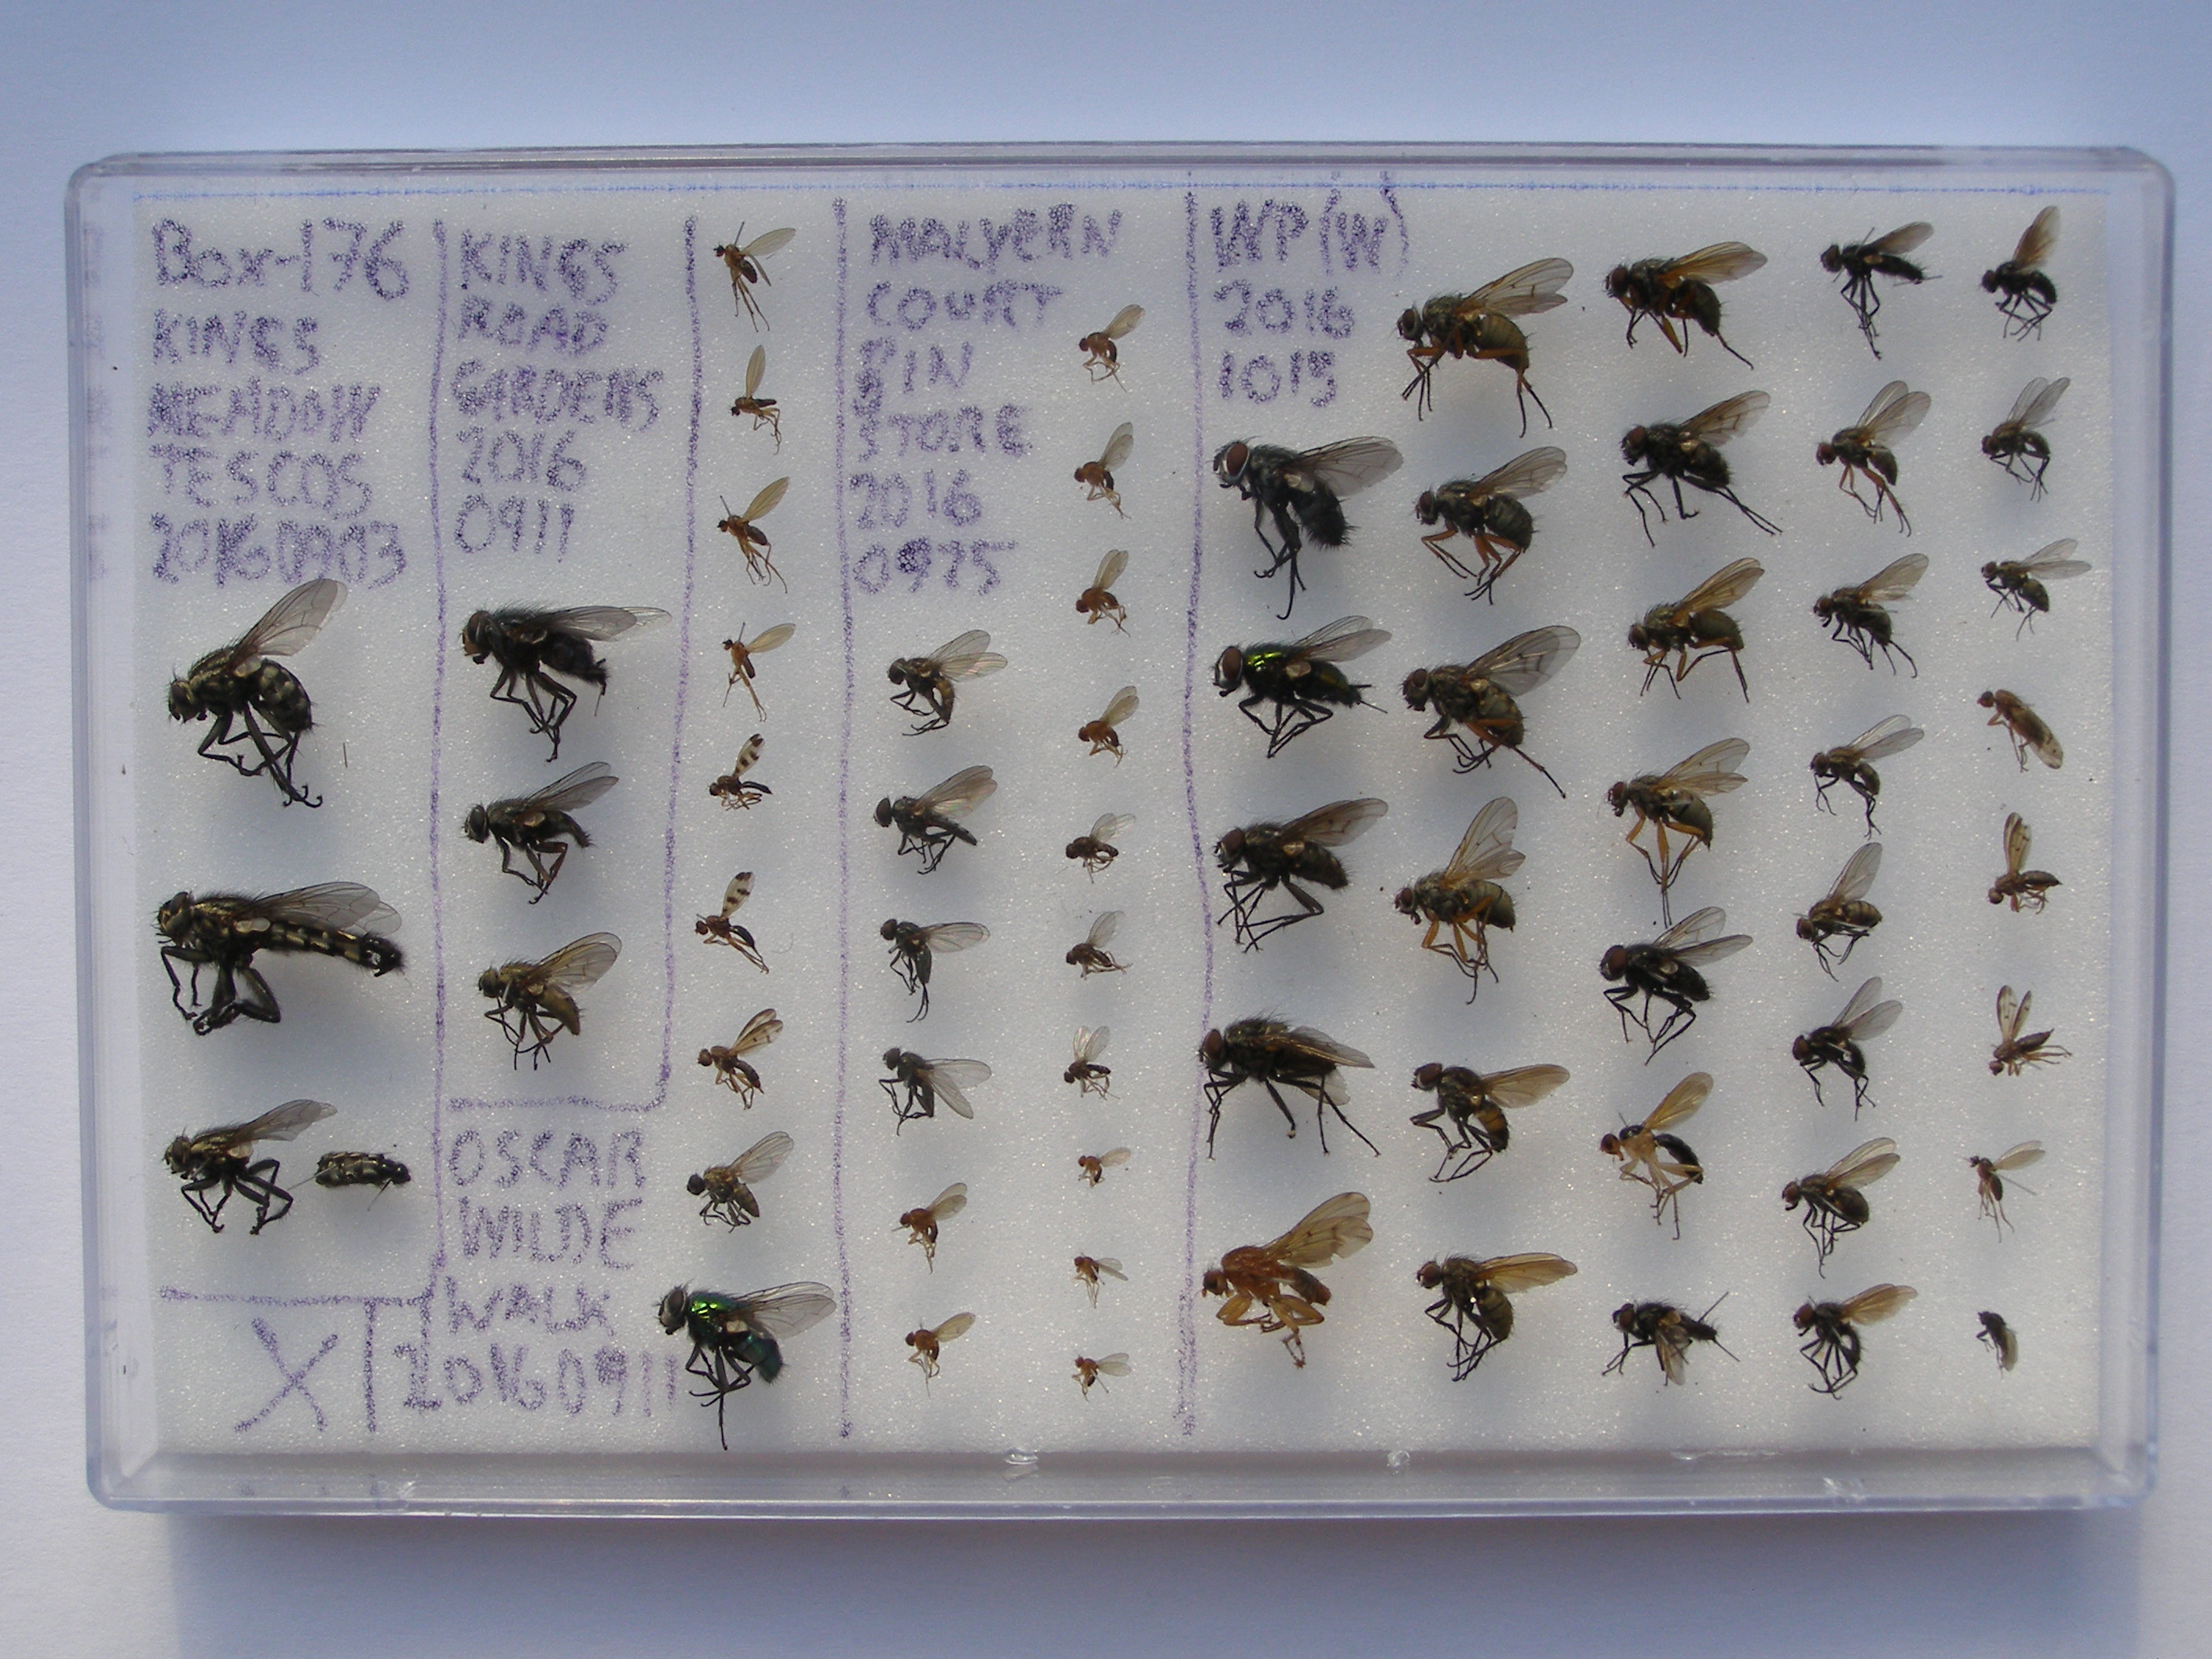 Box-176
KINGS
MEADOW
TESCOS
20160903
KINGS
ROAD
GARDENS
2016
0911
OSCAR
WILDE
WALK
20160911
XT
MALVERN
COURT
BIN
STORE
2016
0925
WP(W)
2016
1015